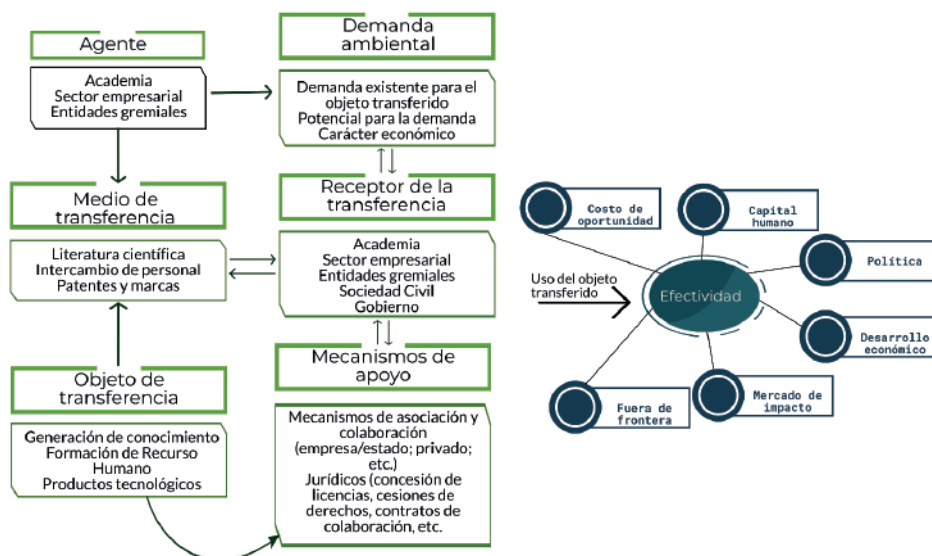 Agente
Academia
Sector empresarial
Entidades gremiales
Demanda
ambiental
Demanda existente para el
objeto transferido
Potencial para la demanda
Carácter económico
Medio de
transferencia
Literatura científica
Intercambio de personal
Patentes y marcas
Receptor de la
transferencia
Academia
Sector empresarial
Entidades gremiales
Sociedad Civil
Gobierno
Objeto de
transferencia
Generación de conocimiento
Formación de Recurso
Humano
Productos tecnológicos
Mecanismos de
apoyo
Mecanismos de asociación y
colaboración
(empresa/estado; privado;
etc.)
Jurídicos (concesión de
licencias, cesiones de
derechos, contratos de
colaboración, etc.
Uso del objeto
transferido
Efectividad
Costo de
oportunidad
Capital
humano
Política
Desarrollo
económico
Mercado de
impacto
Fuera de
frontera